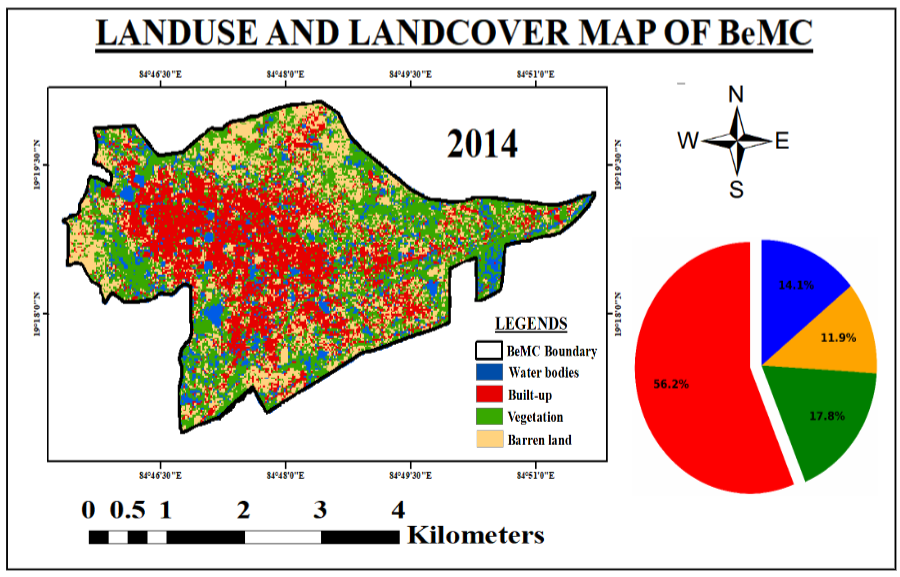 LANDUSE AND LANDCOVER MAP OF BeMC
84°46'30"E 84°48'0"E 84°49'30"E 84°51'0"E
2014
19°19'30"N
19°19'30"N
19°18'0"N
19°18'0"N
LEGENDS
BeMC Boundary
Water bodies
Built-up
Vegetation
Barren land
84°46'30"E 84°48'0"E 84°49'30"E 84°51'0"E
0 0.5 1 2 3 4
Kilometers
N
W E
S
14.1%
11.9%
56.2%
17.8%